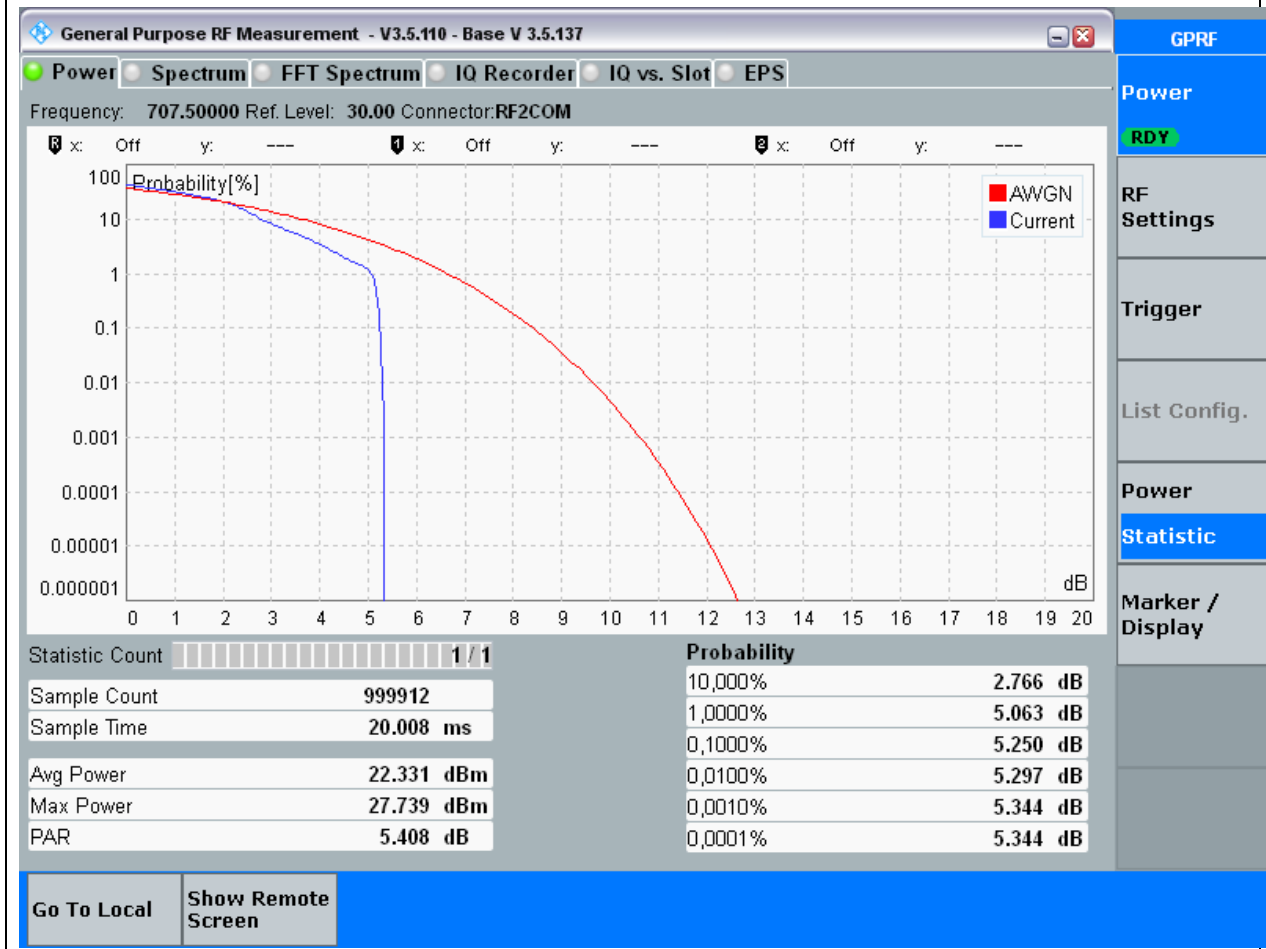 General Purpose RF Measurement - V3.5.110 - Base V 3.5.137
GPRF
Power Spectrum FFT Spectrum IQ Recorder IQ vs. Slot EPS
Frequency: 707.50000 Ref. Level: 30.00 Connector:RF2COM
R x: Off y: --- 1 x: Off y: --- 2 x: Off y: ---
Probability[%]
AWGN
Current
100
10
1
0.1
0.01
0.001
0.0001
0.00001
0.000001
dB
0 1 2 3 4 5 6 7 8 9 10 11 12 13 14 15 16 17 18 19 20
Statistic Count 1 / 1
Sample Count 999912
Sample Time 20.008 ms
Avg Power 22.331 dBm
Max Power 27.739 dBm
PAR 5.408 dB
Probability
10,000% 2.766 dB
1,0000% 5.063 dB
0,1000% 5.250 dB
0,0100% 5.297 dB
0,0010% 5.344 dB
0,0001% 5.344 dB
Power
RDY
RF
Settings
Trigger
List Config.
Power
Statistic
Marker /
Display
Go To Local
Show Remote
Screen